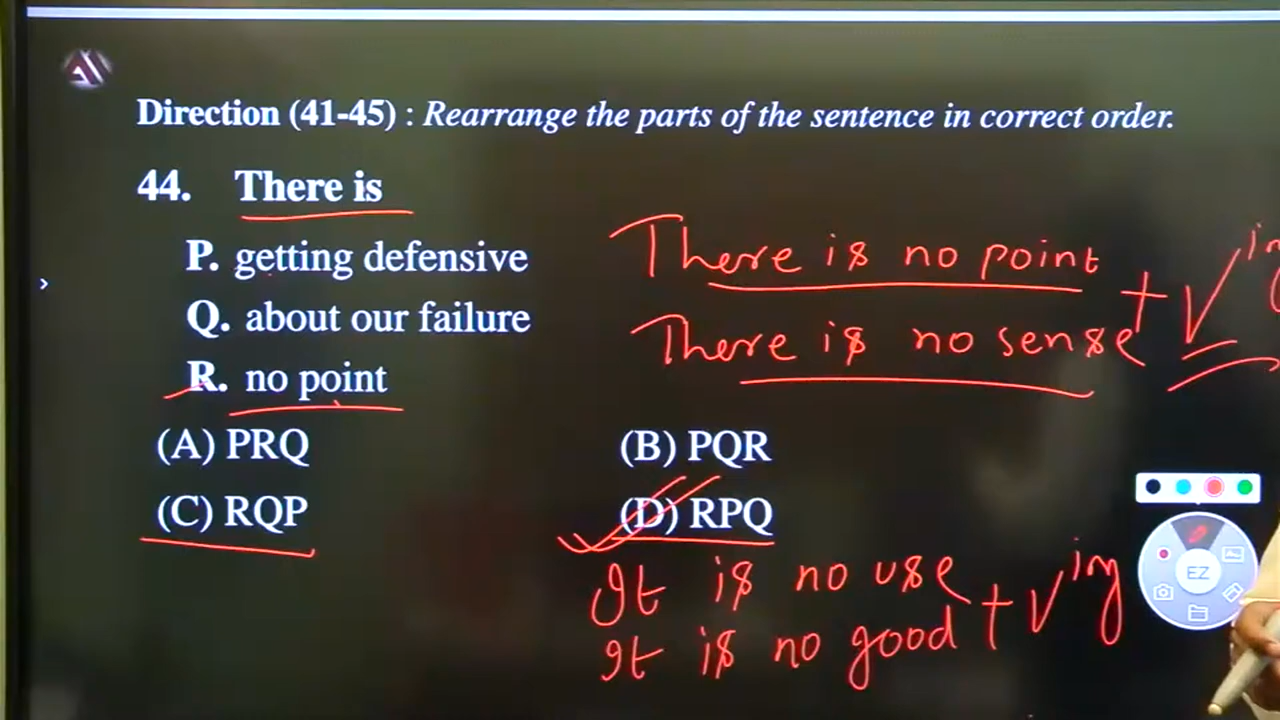 Direction (41-45) : Rearrange the parts of the sentence in correct order.
44. There is
P. getting defensive
Q. about our failure
R. no point
(A) PRQ (B) PQR
(C) RQP (D) RPQ
There is no point
There is no sense + V ing
It is no use
It is no good + V ing
EZ